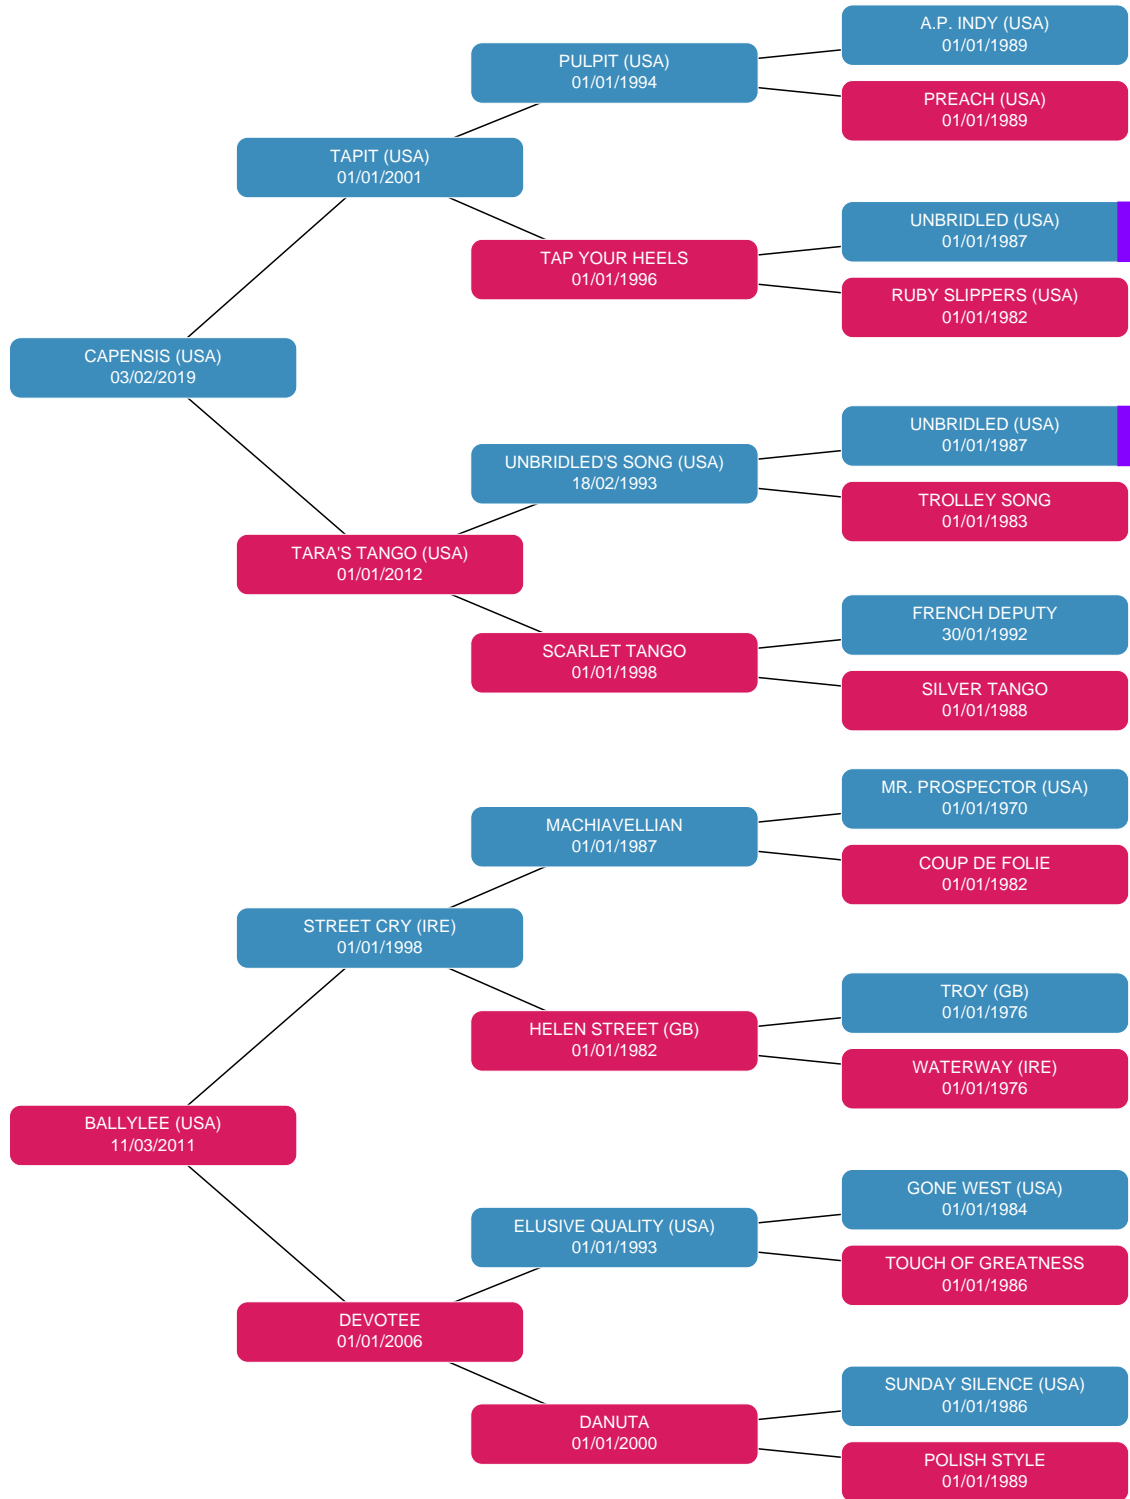 A.P. INDY (USA)
01/01/1989
PULPIT (USA)
01/01/1994
PREACH (USA)
01/01/1989
TAPIT (USA)
01/01/2001
UNBRIDLED (USA)
01/01/1987
TAP YOUR HEELS
01/01/1996
RUBY SLIPPERS (USA)
01/01/1982
CAPENSIS (USA)
03/02/2019
UNBRIDLED (USA)
01/01/1987
UNBRIDLED'S SONG (USA)
18/02/1993
TROLLEY SONG
01/01/1983
TARA'S TANGO (USA)
01/01/2012
FRENCH DEPUTY
30/01/1992
SCARLET TANGO
01/01/1998
SILVER TANGO
01/01/1988
MR. PROSPECTOR (USA)
01/01/1970
MACHIAVELLIAN
01/01/1987
COUP DE FOLIE
01/01/1982
STREET CRY (IRE)
01/01/1998
TROY (GB)
01/01/1976
HELEN STREET (GB)
01/01/1982
WATERWAY (IRE)
01/01/1976
BALLYLEE (USA)
11/03/2011
GONE WEST (USA)
01/01/1984
ELUSIVE QUALITY (USA)
01/01/1993
TOUCH OF GREATNESS
01/01/1986
DEVOTEE
01/01/2006
SUNDAY SILENCE (USA)
01/01/1986
DANUTA
01/01/2000
POLISH STYLE
01/01/1989